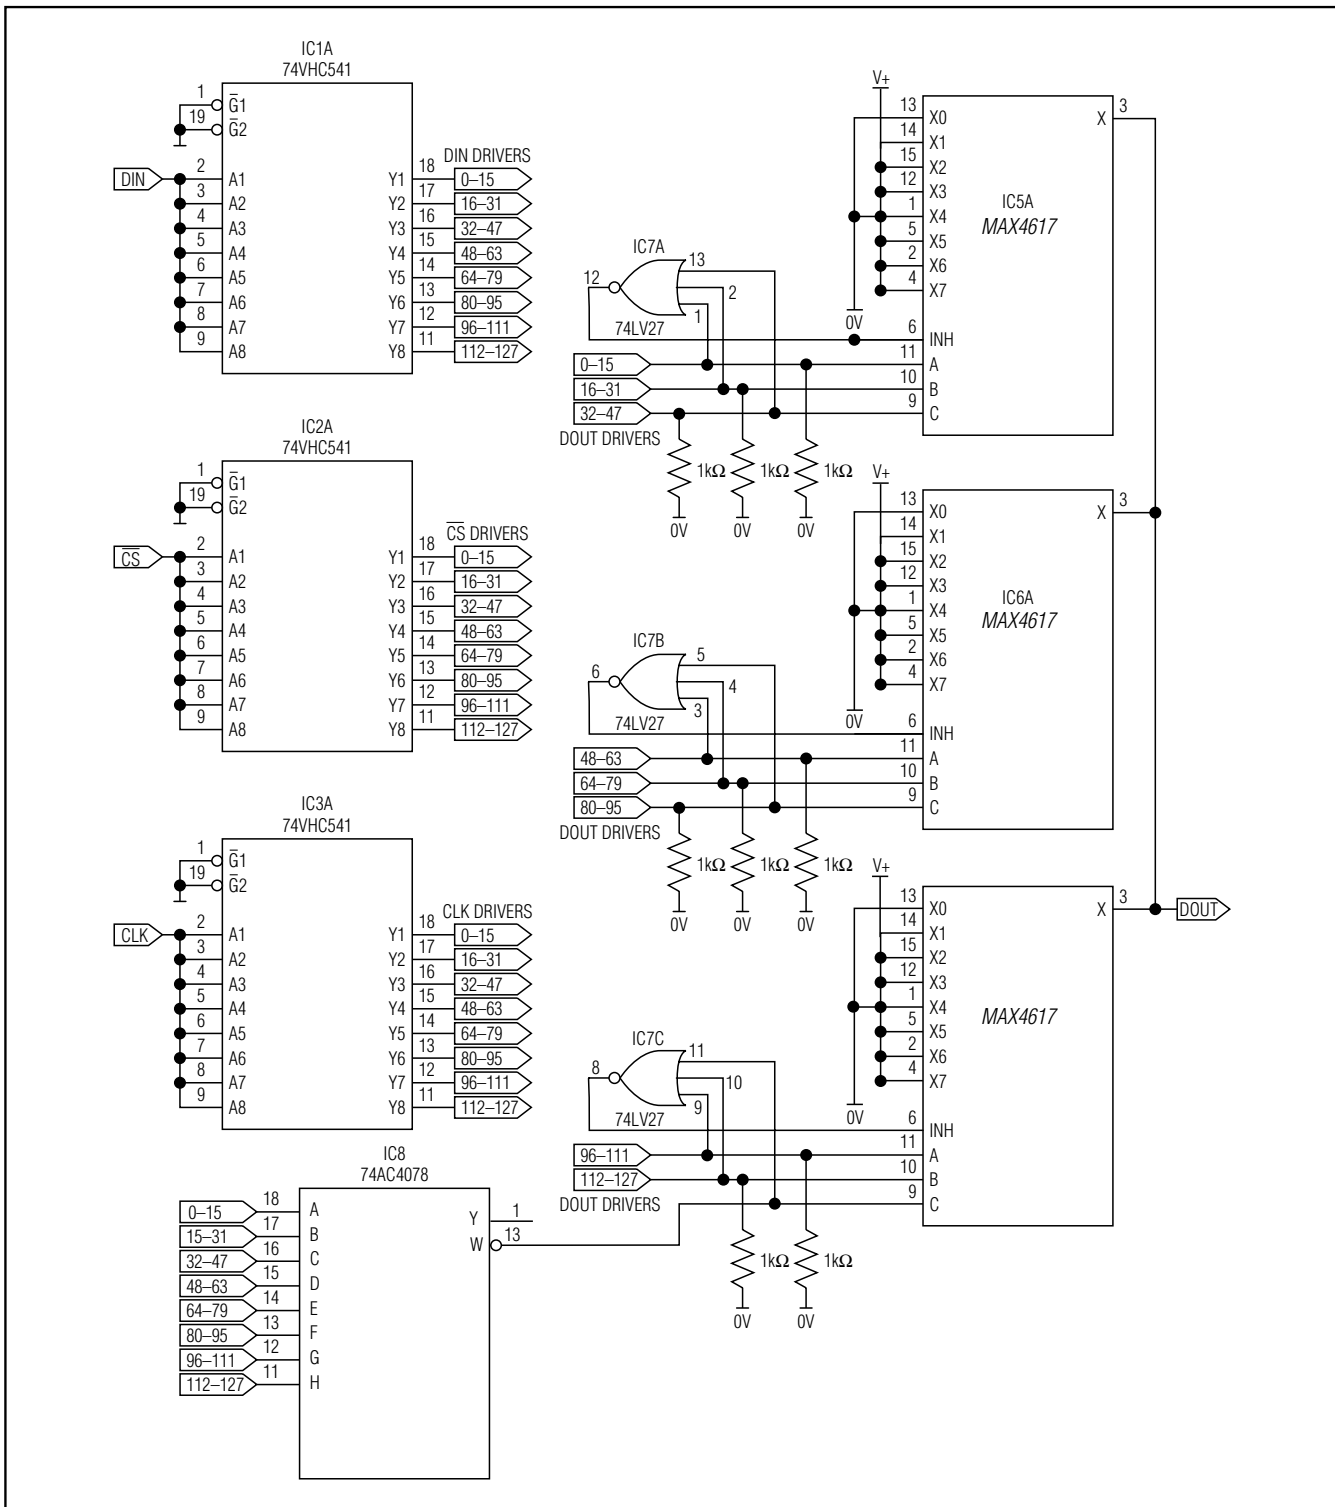 IC1A
74VHC541
1 G̅1
19 G̅2
DIN
2 A1
3 A2
4 A3
5 A4
6 A5
7 A6
8 A7
9 A8
DIN DRIVERS
Y1 18 0–15
Y2 17 16–31
Y3 16 32–47
Y4 15 48–63
Y5 14 64–79
Y6 13 80–95
Y7 12 96–111
Y8 11 112–127
IC2A
74VHC541
1 G̅1
19 G̅2
C̅S̅
2 A1
3 A2
4 A3
5 A4
6 A5
7 A6
8 A7
9 A8
C̅S̅ DRIVERS
Y1 18 0–15
Y2 17 16–31
Y3 16 32–47
Y4 15 48–63
Y5 14 64–79
Y6 13 80–95
Y7 12 96–111
Y8 11 112–127
IC3A
74VHC541
1 G̅1
19 G̅2
CLK
2 A1
3 A2
4 A3
5 A4
6 A5
7 A6
8 A7
9 A8
CLK DRIVERS
Y1 18 0–15
Y2 17 16–31
Y3 16 32–47
Y4 15 48–63
Y5 14 64–79
Y6 13 80–95
Y7 12 96–111
Y8 11 112–127
IC8
74AC4078
0–15 18 A
15–31 17 B
32–47 16 C
48–63 15 D
64–79 14 E
80–95 13 F
96–111 12 G
112–127 11 H
Y 1
W 13
V+
13 X0
14 X1
15 X2
12 X3
1 X4
5 X5
2 X6
4 X7
0V
6 INH
11 A
10 B
9 C
X 3
IC5A
MAX4617
IC7A
12
13
2
1
74LV27
0–15
16–31
32–47
DOUT DRIVERS
1kΩ 1kΩ 1kΩ
0V 0V 0V
V+
13 X0
14 X1
15 X2
12 X3
1 X4
5 X5
2 X6
4 X7
0V
6 INH
11 A
10 B
9 C
X 3
IC6A
MAX4617
IC7B
6
5
4
3
74LV27
48–63
64–79
80–95
DOUT DRIVERS
1kΩ 1kΩ 1kΩ
0V 0V 0V
V+
13 X0
14 X1
15 X2
12 X3
1 X4
5 X5
2 X6
4 X7
0V
6 INH
11 A
10 B
9 C
X 3
DOUT
MAX4617
IC7C
8
11
10
9
74LV27
96–111
112–127
DOUT DRIVERS
1kΩ 1kΩ
0V 0V